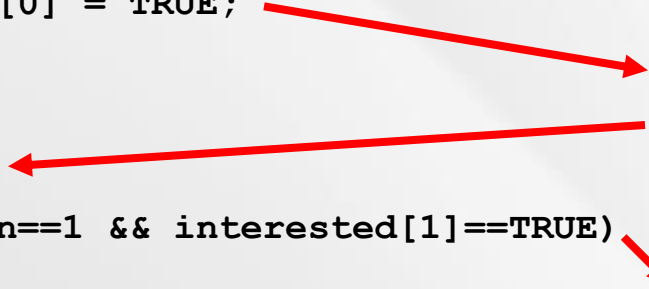 [0] = TRUE;
n==1 && interested[1]==TRUE)